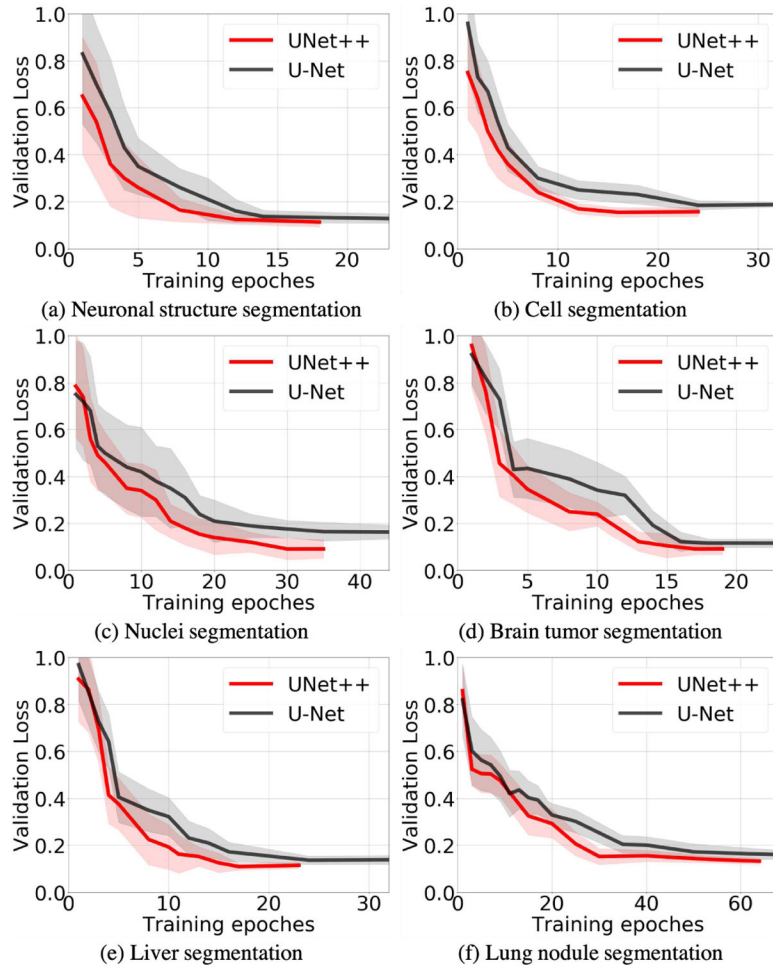 1.0
0.8
0.6
0.4
0.2
0.0
Validation Loss
UNet++
U-Net
0 5 10 15 20
Training epoches
(a) Neuronal structure segmentation
1.0
0.8
0.6
0.4
0.2
0.0
Validation Loss
UNet++
U-Net
0 10 20 30
Training epoches
(b) Cell segmentation
1.0
0.8
0.6
0.4
0.2
0.0
Validation Loss
UNet++
U-Net
0 10 20 30 40
Training epoches
(c) Nuclei segmentation
1.0
0.8
0.6
0.4
0.2
0.0
Validation Loss
UNet++
U-Net
0 5 10 15 20
Training epoches
(d) Brain tumor segmentation
1.0
0.8
0.6
0.4
0.2
0.0
Validation Loss
UNet++
U-Net
0 10 20 30
Training epoches
(e) Liver segmentation
1.0
0.8
0.6
0.4
0.2
0.0
Validation Loss
UNet++
U-Net
0 20 40 60
Training epoches
(f) Lung nodule segmentation